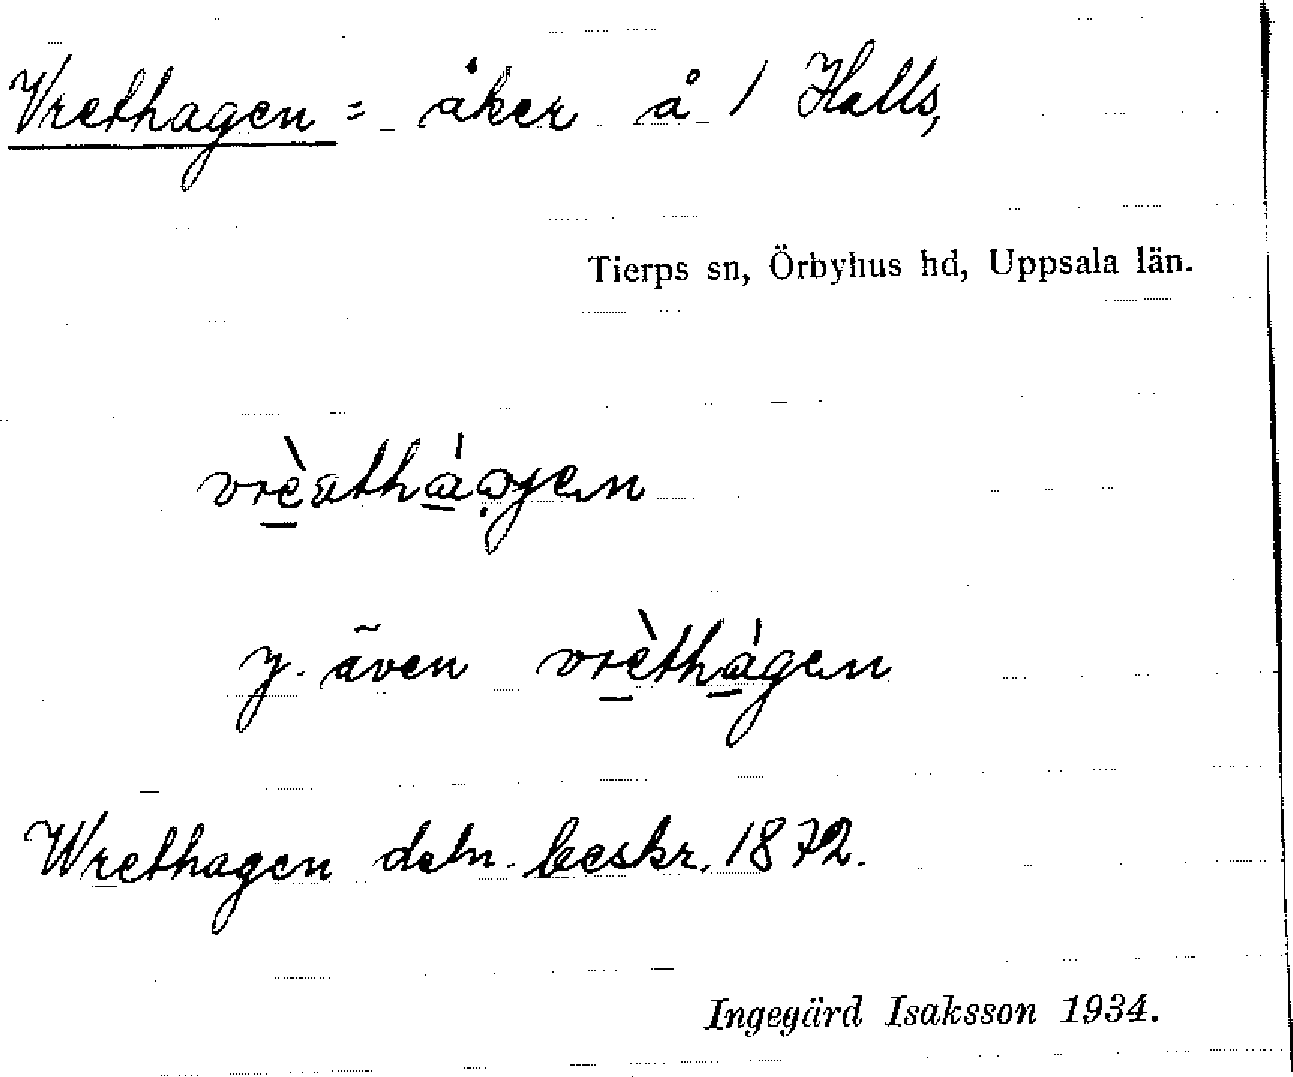 Vrethagen = åker å 1 Halls,
Tierps sn, Örbyhus hd, Uppsala län.
y. även vrèthágen
Wrethagen deln. beskr. 1872.
Ingegärd Isaksson 1934.